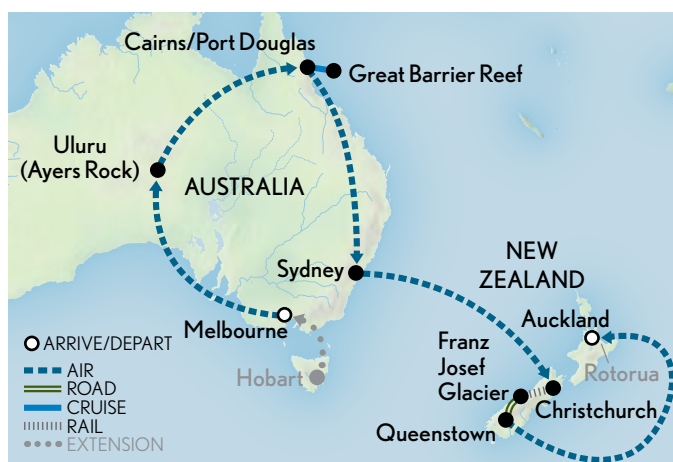 Cairns/Port Douglas
Great Barrier Reef
Uluru
(Ayers Rock)
AUSTRALIA
Sydney
NEW
ZEALAND
Melbourne
Auckland
Franz
Josef
Glacier
Rotorua
Hobart
Christchurch
Queenstown
ARRIVE/DEPART
AIR
ROAD
CRUISE
RAIL
EXTENSION